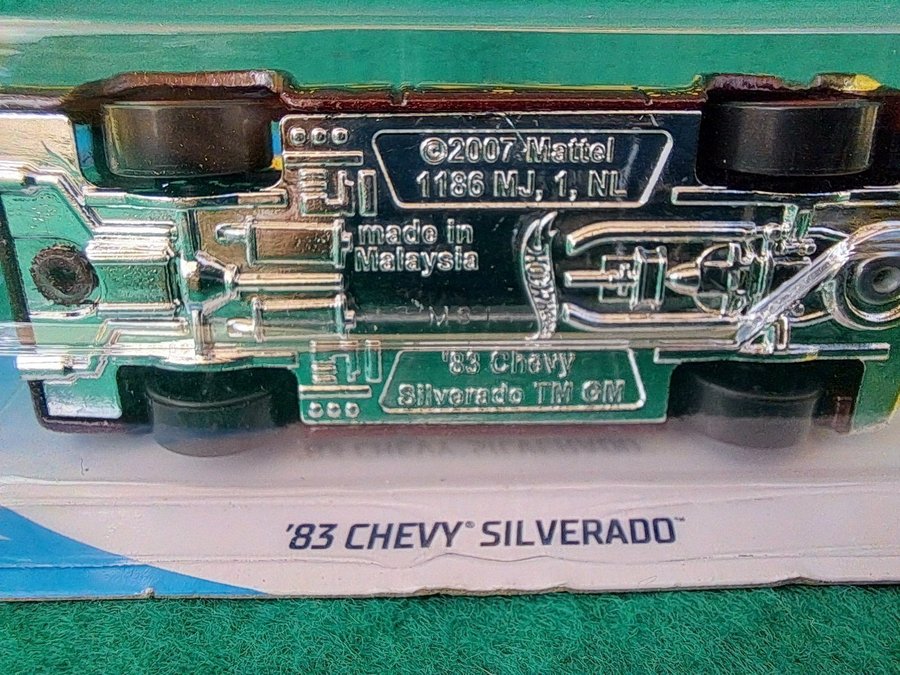 ©2007 Mattel
1186 MJ, 1, NL
made in
Malaysia
'83 Chevy
Silverado TM GM
'83 CHEVY® SILVERADO™